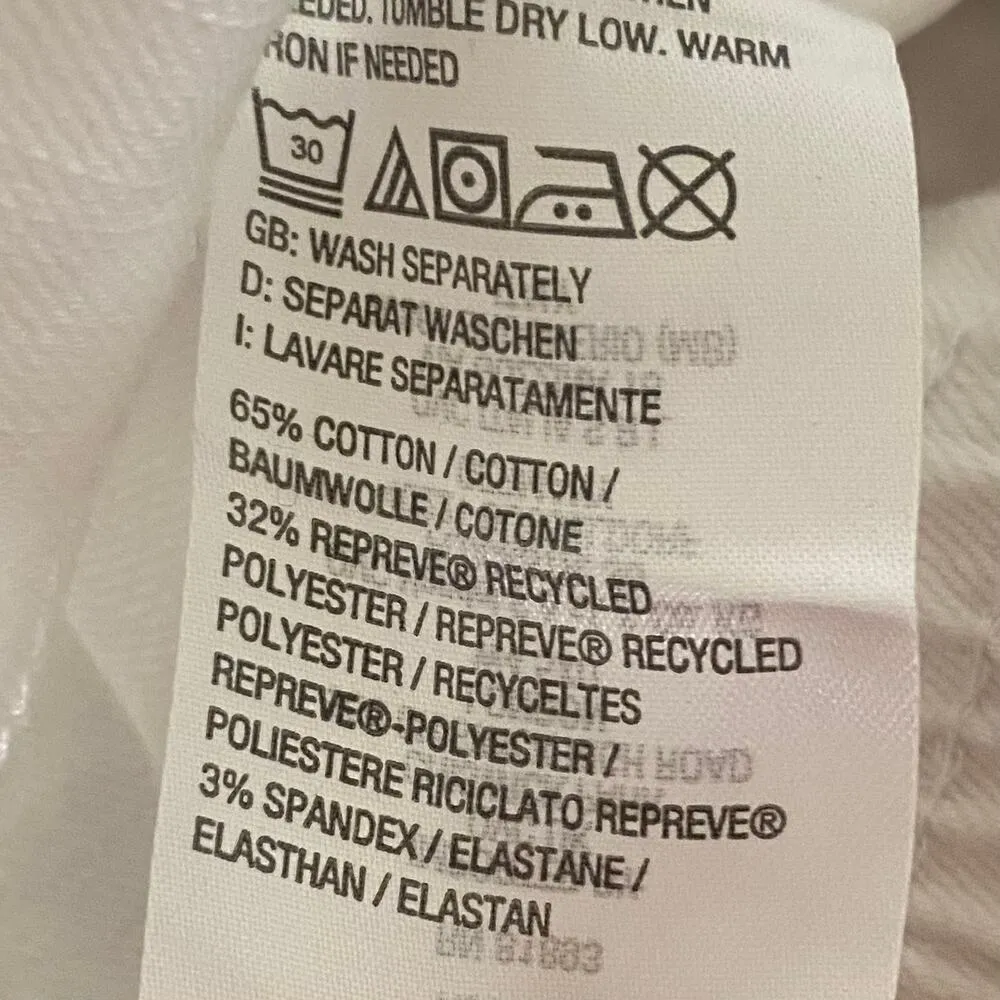 TUMBLE DRY LOW. WARM
IRON IF NEEDED
30
GB: WASH SEPARATELY
D: SEPARAT WASCHEN
I: LAVARE SEPARATAMENTE
65% COTTON / COTTON /
BAUMWOLLE / COTONE
32% REPREVE® RECYCLED
POLYESTER / REPREVE® RECYCLED
POLYESTER / RECYCELTES
REPREVE®-POLYESTER /
POLIESTERE RICICLATO REPREVE®
3% SPANDEX / ELASTANE /
ELASTHAN / ELASTAN